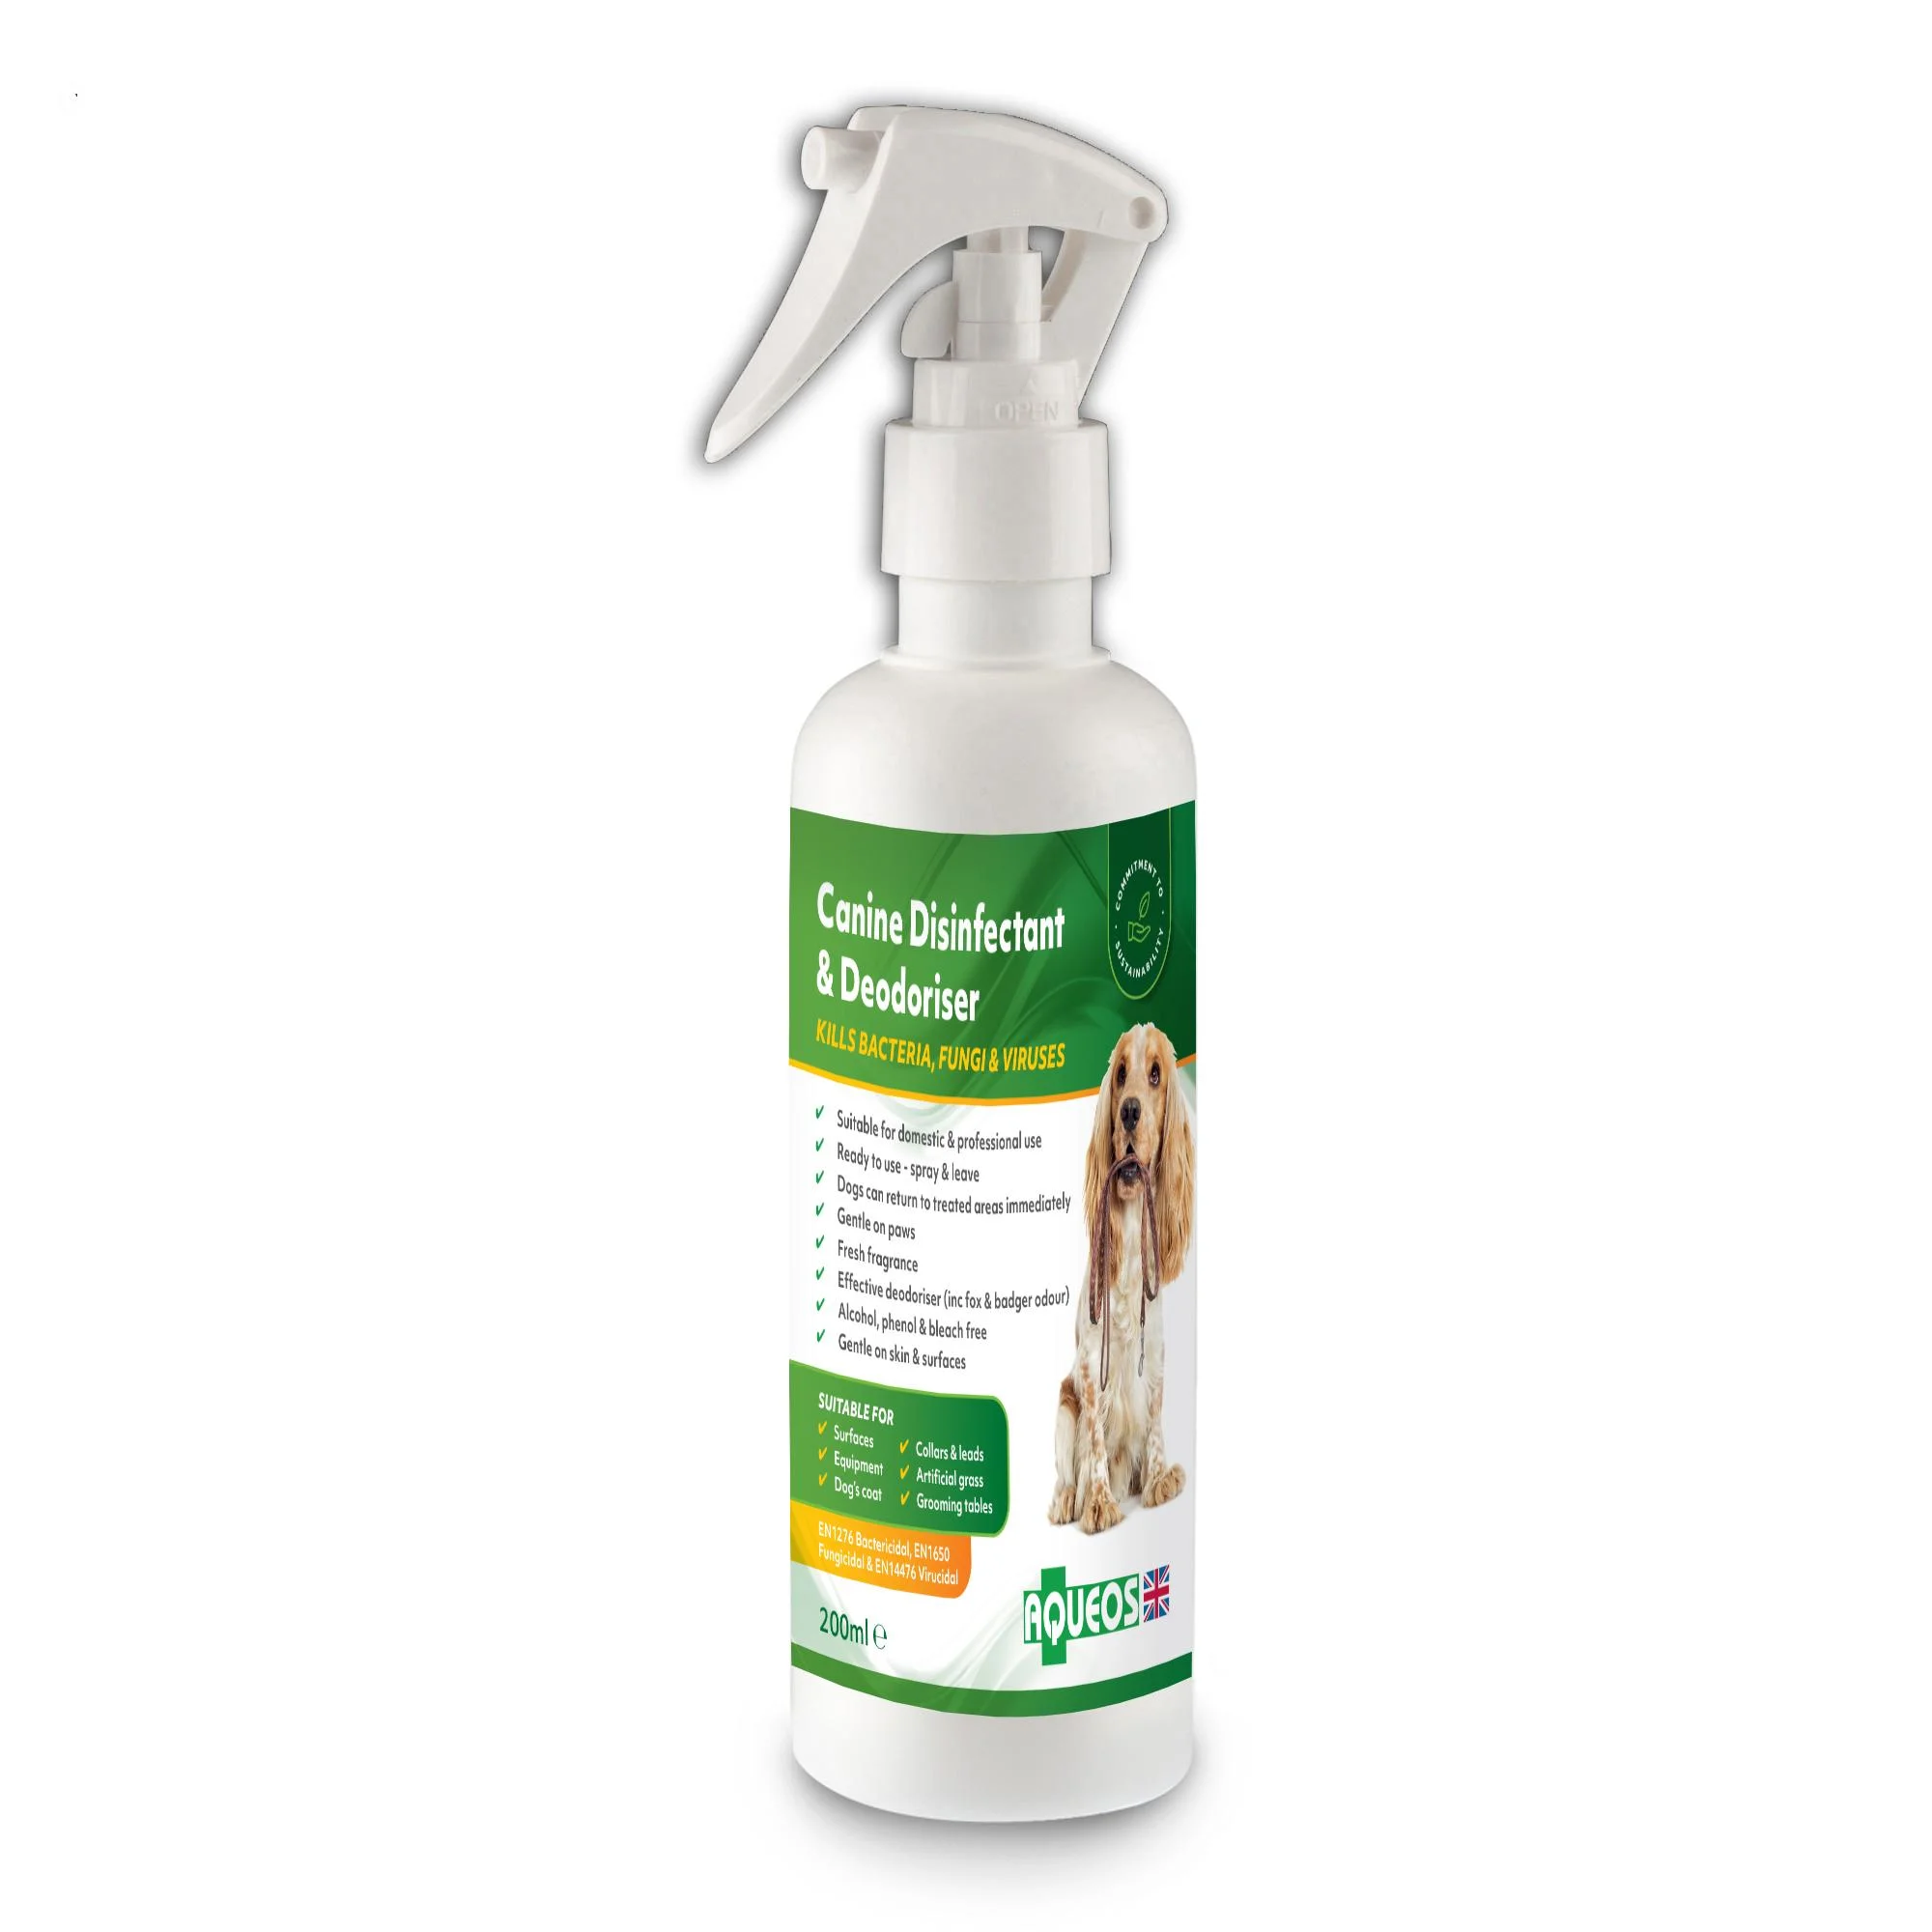 OPEN
Canine Disinfectant
& Deodoriser
KILLS BACTERIA, FUNGI & VIRUSES
COMMITMENT TO
SUSTAINABILITY
✓ Suitable for domestic & professional use
✓ Ready to use - spray & leave
✓ Dogs can return to treated areas immediately
✓ Gentle on paws
✓ Fresh fragrance
✓ Effective deodoriser (inc fox & badger odour)
✓ Alcohol, phenol & bleach free
✓ Gentle on skin & surfaces
SUITABLE FOR
✓ Surfaces
✓ Equipment
✓ Dog's coat
✓ Collars & leads
✓ Artificial grass
✓ Grooming tables
EN1276 Bactericidal, EN1650
Fungicidal & EN14476 Virucidal
200ml ℮
AQUEOS